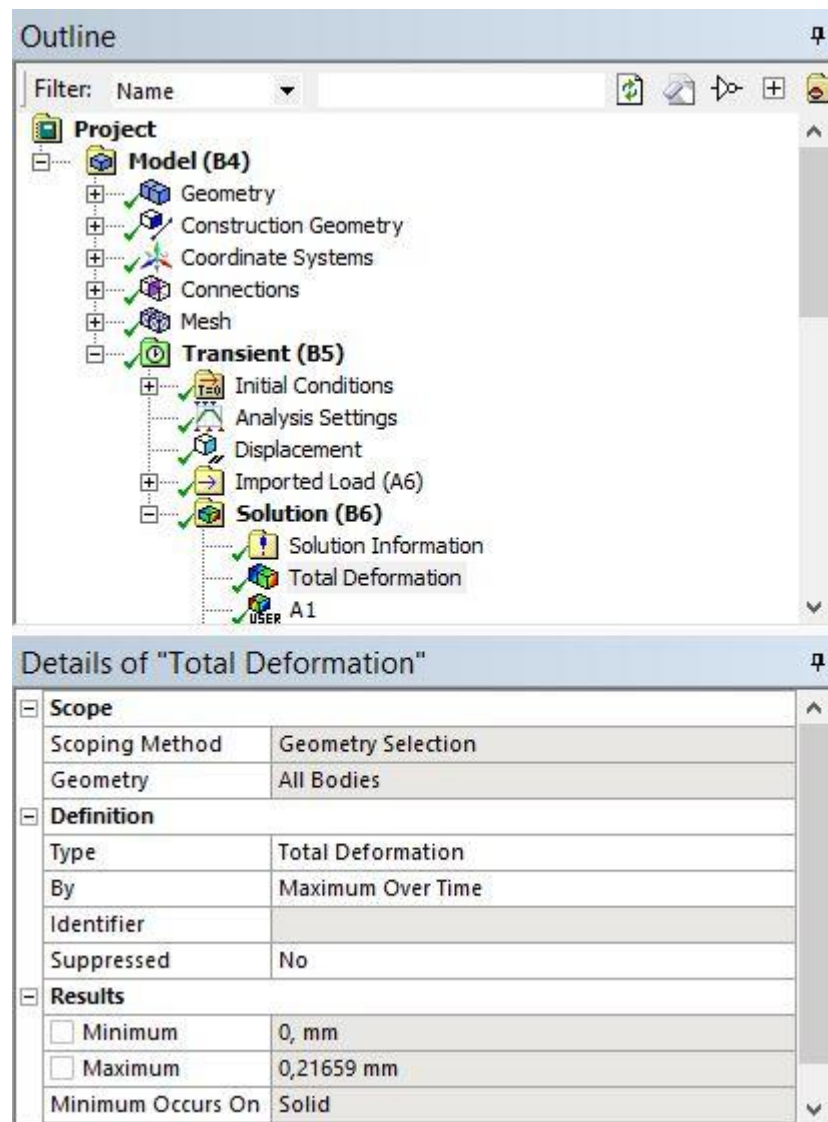 Outline
Filter: Name
Project
Model (B4)
Geometry
Construction Geometry
Coordinate Systems
Connections
Mesh
Transient (B5)
T=0 Initial Conditions
Analysis Settings
Displacement
Imported Load (A6)
Solution (B6)
Solution Information
Total Deformation
USER A1
Details of "Total Deformation"
Scope
Scoping Method Geometry Selection
Geometry All Bodies
Definition
Type Total Deformation
By Maximum Over Time
Identifier
Suppressed No
Results
Minimum 0, mm
Maximum 0,21659 mm
Minimum Occurs On Solid